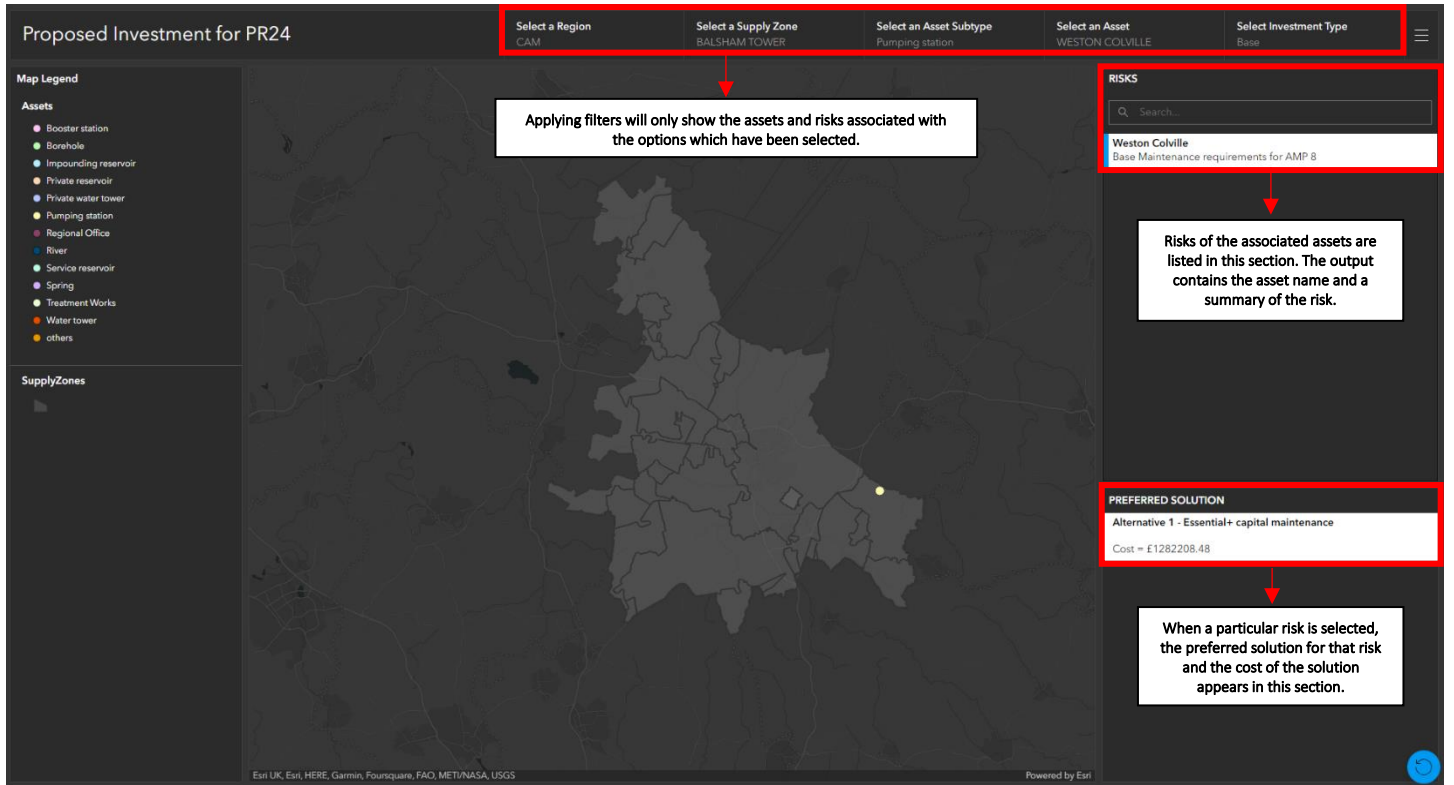 Proposed Investment for PR24
Select a Region
CAM
Select a Supply Zone
BALSHAM TOWER
Select an Asset Subtype
Pumping station
Select an Asset
WESTON COLVILLE
Select Investment Type
Base
Map Legend
Assets
Booster station
Borehole
Impounding reservoir
Private reservoir
Private water tower
Pumping station
Regional Office
River
Service reservoir
Spring
Treatment Works
Water tower
others
SupplyZones
Applying filters will only show the assets and risks associated with
the options which have been selected.
Esri UK, Esri, HERE, Garmin, Foursquare, FAO, METI/NASA, USGS
Powered by Esri
RISKS
Search...
Weston Colville
Base Maintenance requirements for AMP 8
Risks of the associated assets are
listed in this section. The output
contains the asset name and a
summary of the risk.
PREFERRED SOLUTION
Alternative 1 - Essential+ capital maintenance
Cost = £1282208.48
When a particular risk is selected,
the preferred solution for that risk
and the cost of the solution
appears in this section.